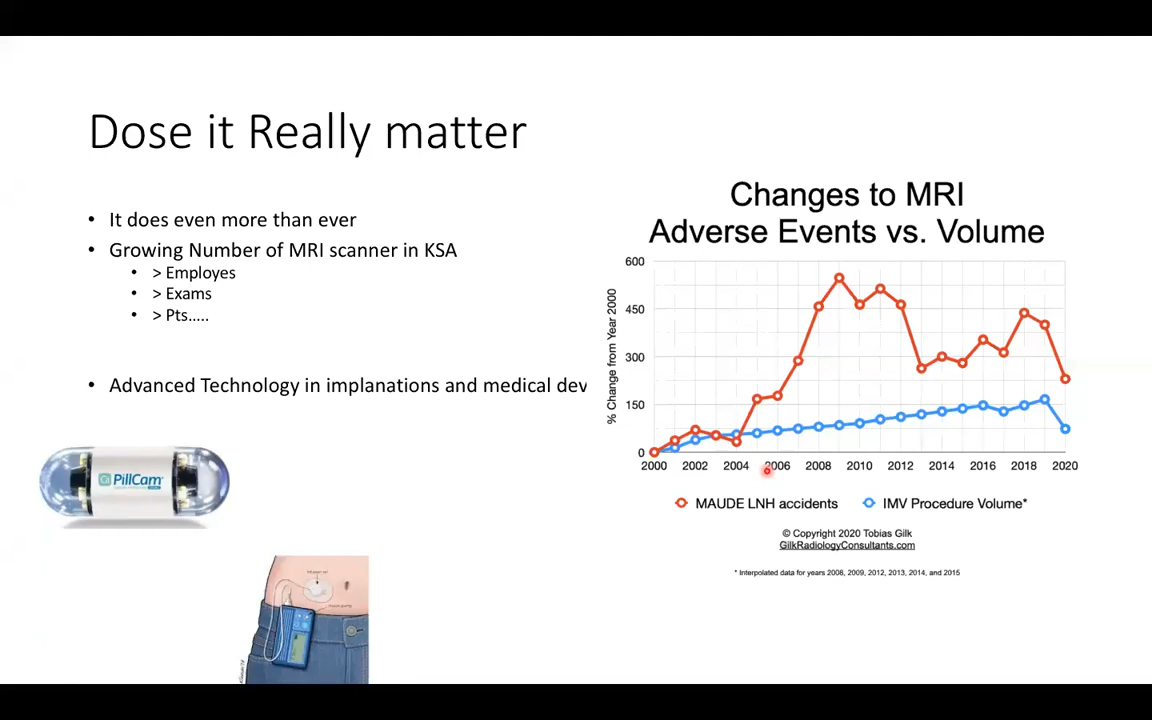 Dose it Really matter
• It does even more than ever
• Growing Number of MRI scanner in KSA
• > Employes
• > Exams
• > Pts.....
• Advanced Technology in implanations and medical dev
PillCam
Changes to MRI
Adverse Events vs. Volume
% Change from Year 2000
600
450
300
150
0
2000 2002 2004 2006 2008 2010 2012 2014 2016 2018 2020
MAUDE LNH accidents IMV Procedure Volume*
© Copyright 2020 Tobias Gilk
GilkRadiologyConsultants.com
* Interpolated data for years 2008, 2009, 2012, 2013, 2014, and 2015